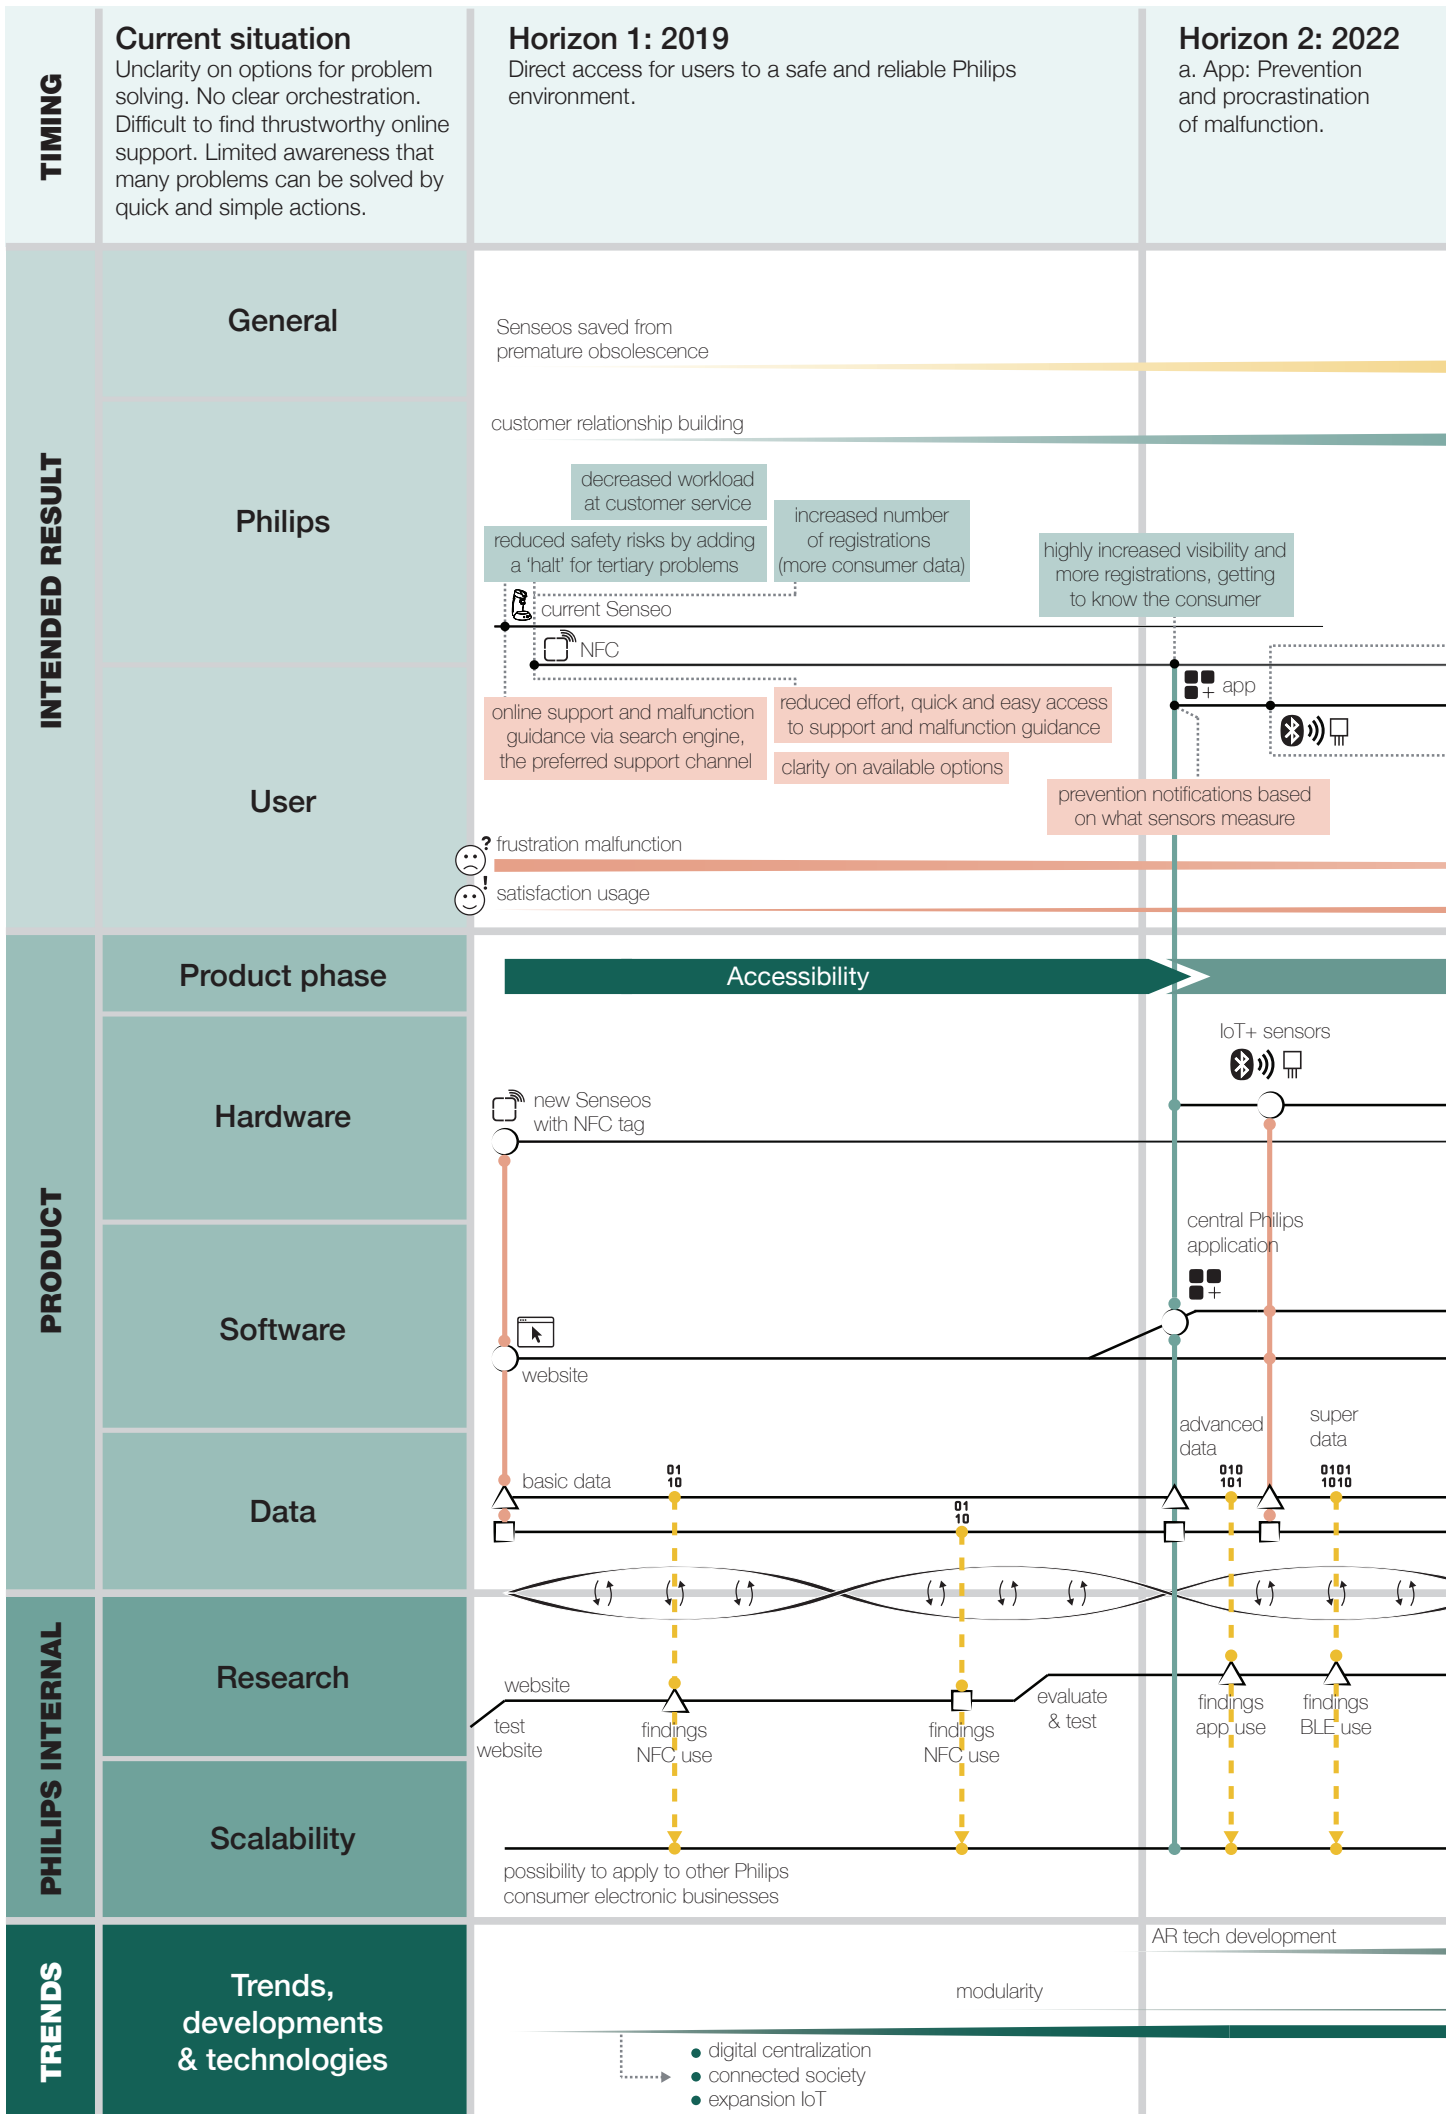 TIMING
Current situation
Unclarity on options for problem
solving. No clear orchestration.
Difficult to find thrustworthy online
support. Limited awareness that
many problems can be solved by
quick and simple actions.
Horizon 1: 2019
Direct access for users to a safe and reliable Philips
environment.
Horizon 2: 2022
a. App: Prevention
and procrastination
of malfunction.
INTENDED RESULT
General
Senseos saved from
premature obsolescence
Philips
customer relationship building
decreased workload
at customer service
reduced safety risks by adding
a ‘halt’ for tertiary problems
increased number
of registrations
(more consumer data)
highly increased visibility and
more registrations, getting
to know the consumer
current Senseo
NFC
app
User
online support and malfunction
guidance via search engine,
the preferred support channel
reduced effort, quick and easy access
to support and malfunction guidance
clarity on available options
prevention notifications based
on what sensors measure
? frustration malfunction
! satisfaction usage
PRODUCT
Product phase
Accessibility
Hardware
IoT+ sensors
new Senseos
with NFC tag
Software
central Philips
application
website
Data
basic data
01
10
01
10
advanced
data
010
101
super
data
0101
1010
PHILIPS INTERNAL
Research
website
test
website
findings
NFC use
findings
NFC use
evaluate
& test
findings
app use
findings
BLE use
Scalability
possibility to apply to other Philips
consumer electronic businesses
TRENDS
Trends,
developments
& technologies
AR tech development
modularity
digital centralization
connected society
expansion IoT